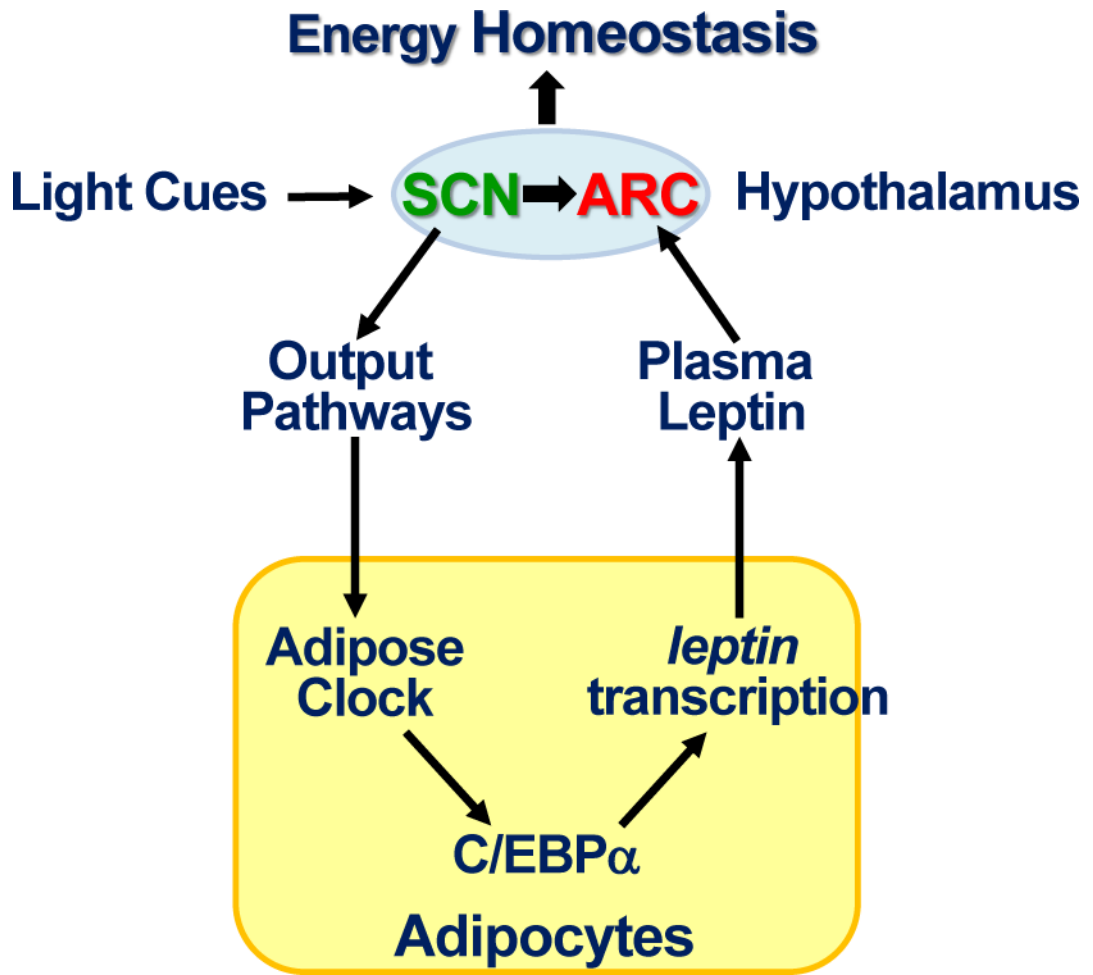 Energy Homeostasis
Light Cues
SCN
ARC
Hypothalamus
Output
Pathways
Plasma
Leptin
Adipose
Clock
leptin
transcription
C/EBPα
Adipocytes